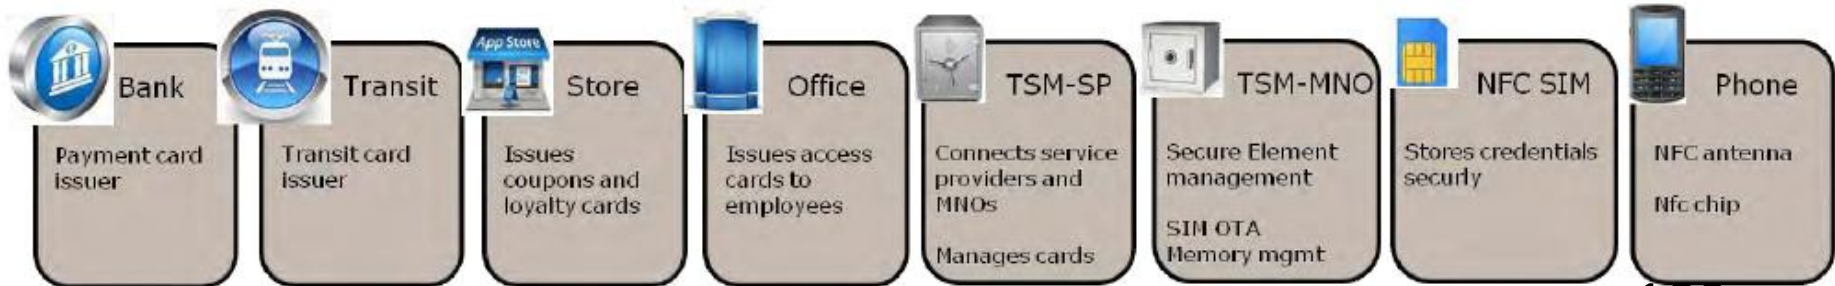 Bank
Payment card
issuer
Transit
Transit card
issuer
App Store
Store
Issues
coupons and
loyalty cards
Office
Issues access
cards to
employees
TSM-SP
Connects service
providers and
MNOs
Manages cards
TSM-MNO
Secure Element
management
SIM OTA
Memory mgmt
NFC SIM
Stores credentials
securly
Phone
NFC antenna
Nfc chip